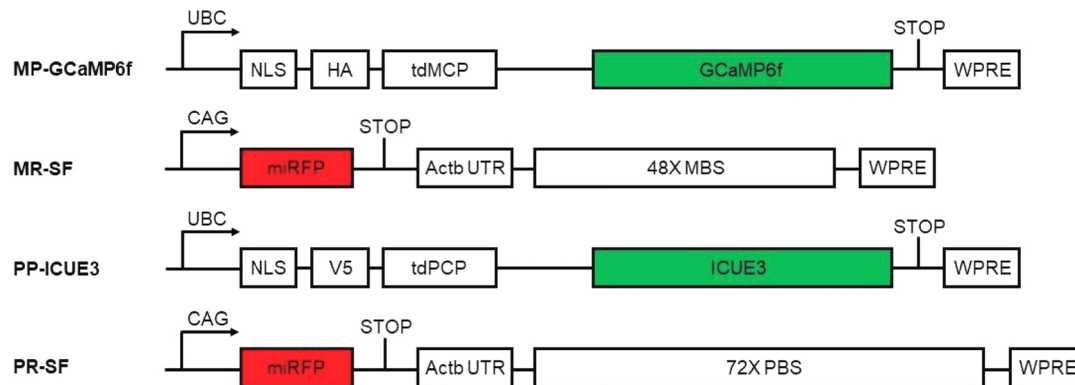 UBC
STOP
MP-GCaMP6f NLS HA tdMCP GCaMP6f WPRE
CAG
STOP
MR-SF miRFP Actb UTR 48X MBS WPRE
UBC
STOP
PP-ICUE3 NLS V5 tdPCP ICUE3 WPRE
CAG
STOP
PR-SF miRFP Actb UTR 72X PBS WPRE